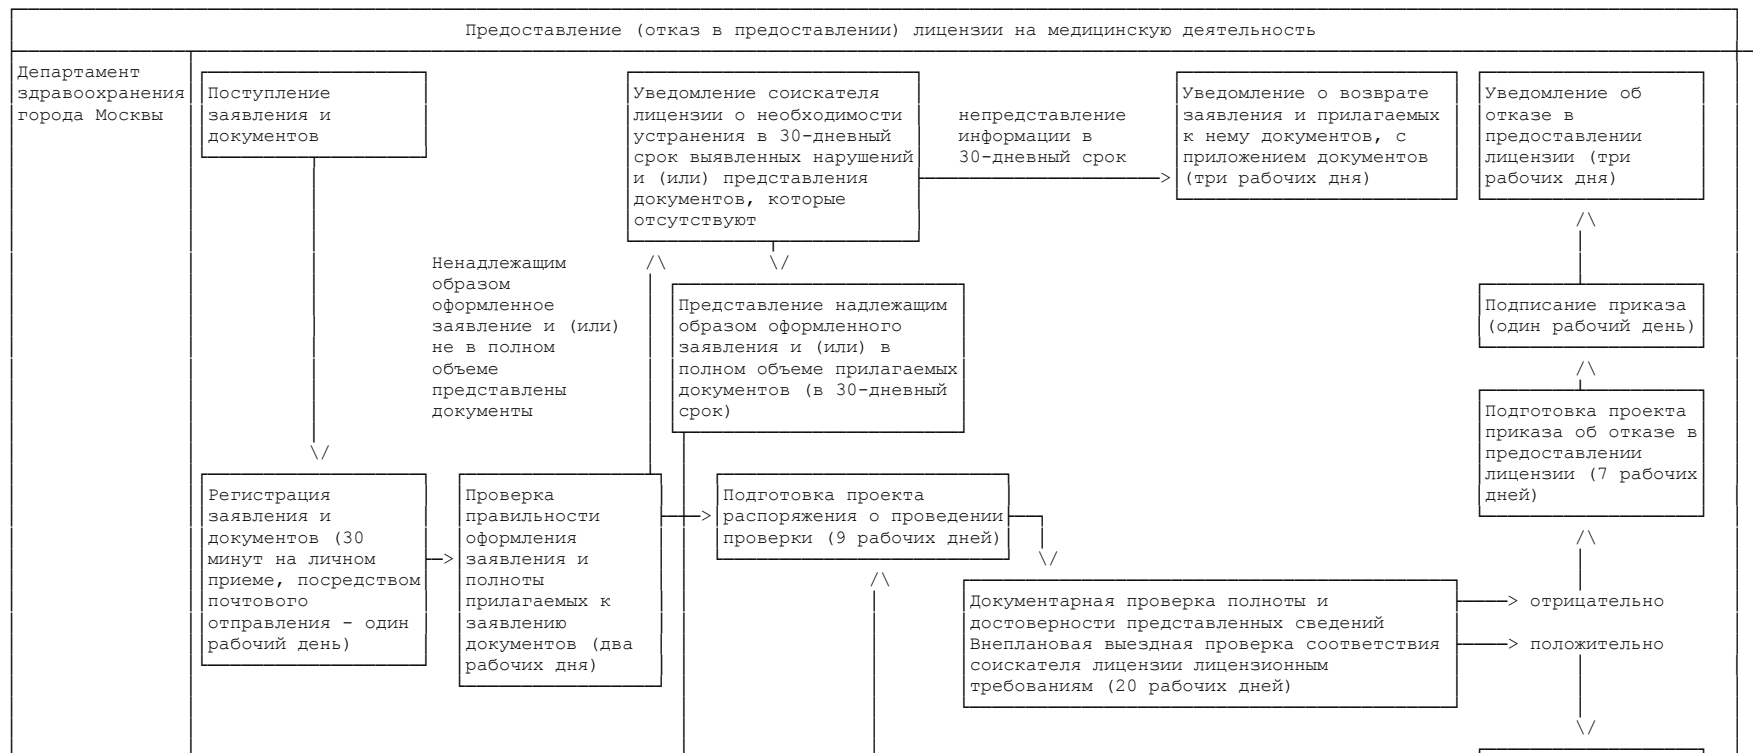 Предоставление (отказ в предоставлении) лицензии на медицинскую деятельность
Департамент
здравоохранения
города Москвы
Поступление
заявления и
документов
Уведомление соискателя
лицензии о необходимости
устранения в 30-дневный
срок выявленных нарушений
и (или) представления
документов, которые
отсутствуют
непредставление
информации в
30-дневный срок
Уведомление о возврате
заявления и прилагаемых
к нему документов, с
приложением документов
(три рабочих дня)
Уведомление об
отказе в
предоставлении
лицензии (три
рабочих дня)
Ненадлежащим
образом
оформленное
заявление и (или)
не в полном
объеме
представлены
документы
Представление надлежащим
образом оформленного
заявления и (или) в
полном объеме прилагаемых
документов (в 30-дневный
срок)
Подписание приказа
(один рабочий день)
Подготовка проекта
приказа об отказе в
предоставлении
лицензии (7 рабочих
дней)
Регистрация
заявления и
документов (30
минут на личном
приеме, посредством
почтового
отправления - один
рабочий день)
Проверка
правильности
оформления
заявления и
полноты
прилагаемых к
заявлению
документов (два
рабочих дня)
Подготовка проекта
распоряжения о проведении
проверки (9 рабочих дней)
Документарная проверка полноты и
достоверности представленных сведений
Внеплановая выездная проверка соответствия
соискателя лицензии лицензионным
требованиям (20 рабочих дней)
отрицательно
положительно